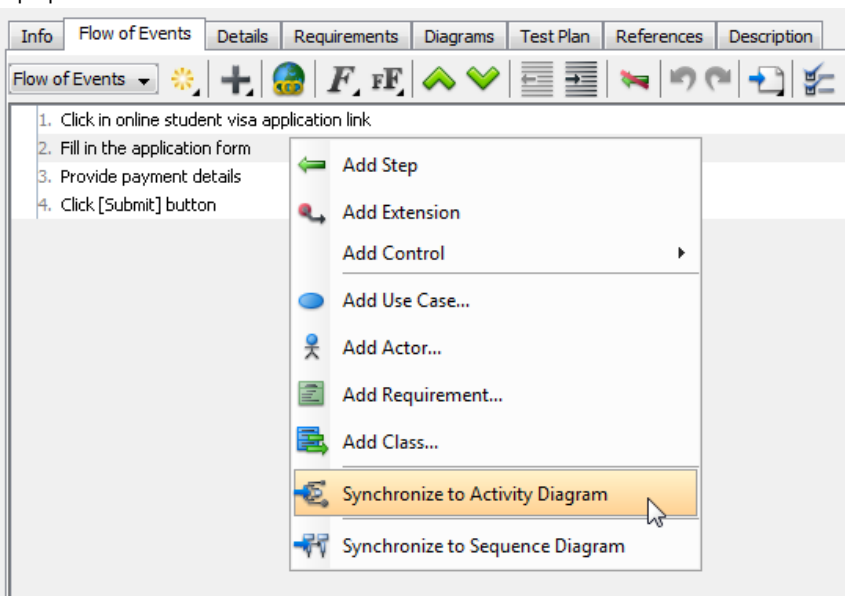 Info Flow of Events Details Requirements Diagrams Test Plan References Description
Flow of Events F FF
1. Click in online student visa application link
2. Fill in the application form
3. Provide payment details
4. Click [Submit] button
Add Step
Add Extension
Add Control
Add Use Case...
Add Actor...
Add Requirement...
Add Class...
Synchronize to Activity Diagram
Synchronize to Sequence Diagram